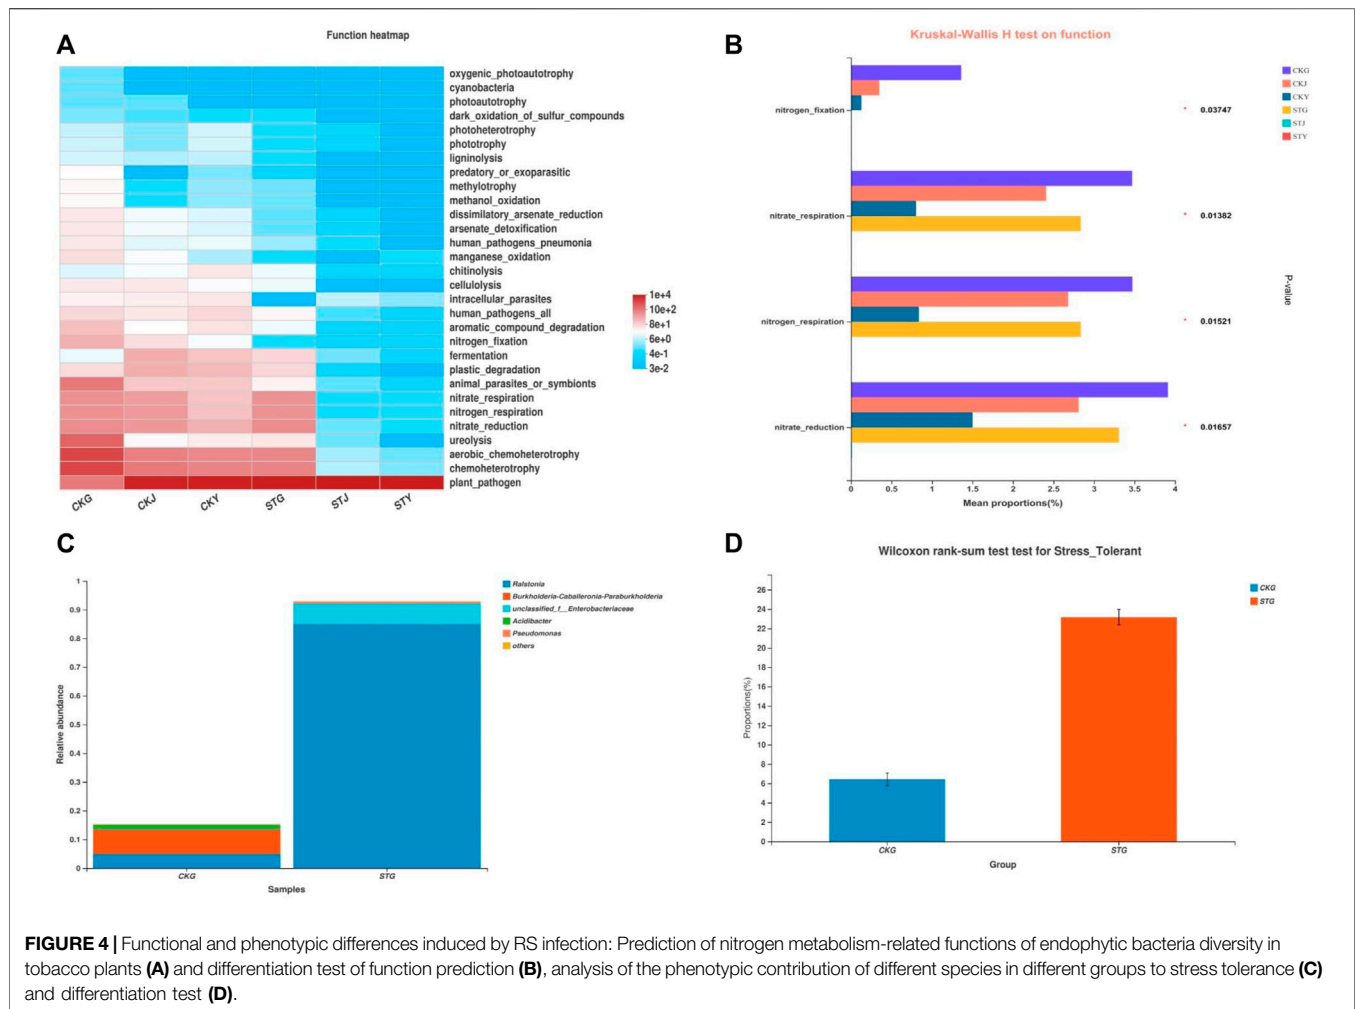 A
Function heatmap
oxygenic_photoautotrophy
cyanobacteria
photoautotrophy
dark_oxidation_of_sulfur_compounds
photoheterotrophy
phototrophy
ligninolysis
predatory_or_exoparasitic
methylotrophy
methanol_oxidation
dissimilatory_arsenate_reduction
arsenate_detoxification
human_pathogens_pneumonia
manganese_oxidation
chitinolysis
cellulolysis
intracellular_parasites
human_pathogens_all
aromatic_compound_degradation
nitrogen_fixation
fermentation
plastic_degradation
animal_parasites_or_symbionts
nitrate_respiration
nitrogen_respiration
nitrate_reduction
ureolysis
aerobic_chemoheterotrophy
chemoheterotrophy
plant_pathogen
1e+4
10e+2
8e+1
6e+0
4e-1
3e-2
CKG CKJ CKY STG STJ STY
B
Kruskal-Wallis H test on function
CKG
CKJ
CKY
STG
STJ
STY
nitrogen_fixation * 0.03747
nitrate_respiration * 0.01382
nitrogen_respiration * 0.01521
nitrate_reduction * 0.01657
P-value
0 0.5 1 1.5 2 2.5 3 3.5 4
Mean proportions(%)
C
Relative abundance
1
0.9
0.8
0.7
0.6
0.5
0.4
0.3
0.2
0.1
0
CKG STG
Samples
Ralstonia
Burkholderia-Caballeronia-Paraburkholderia
unclassified_f__Enterobacteriaceae
Acidibacter
Pseudomonas
others
D
Wilcoxon rank-sum test test for Stress_Tolerant
Proportions(%)
26
24
22
20
18
16
14
12
10
8
6
4
2
0
CKG STG
Group
CKG
STG
FIGURE 4 | Functional and phenotypic differences induced by RS infection: Prediction of nitrogen metabolism-related functions of endophytic bacteria diversity in
tobacco plants (A) and differentiation test of function prediction (B), analysis of the phenotypic contribution of different species in different groups to stress tolerance (C)
and differentiation test (D).